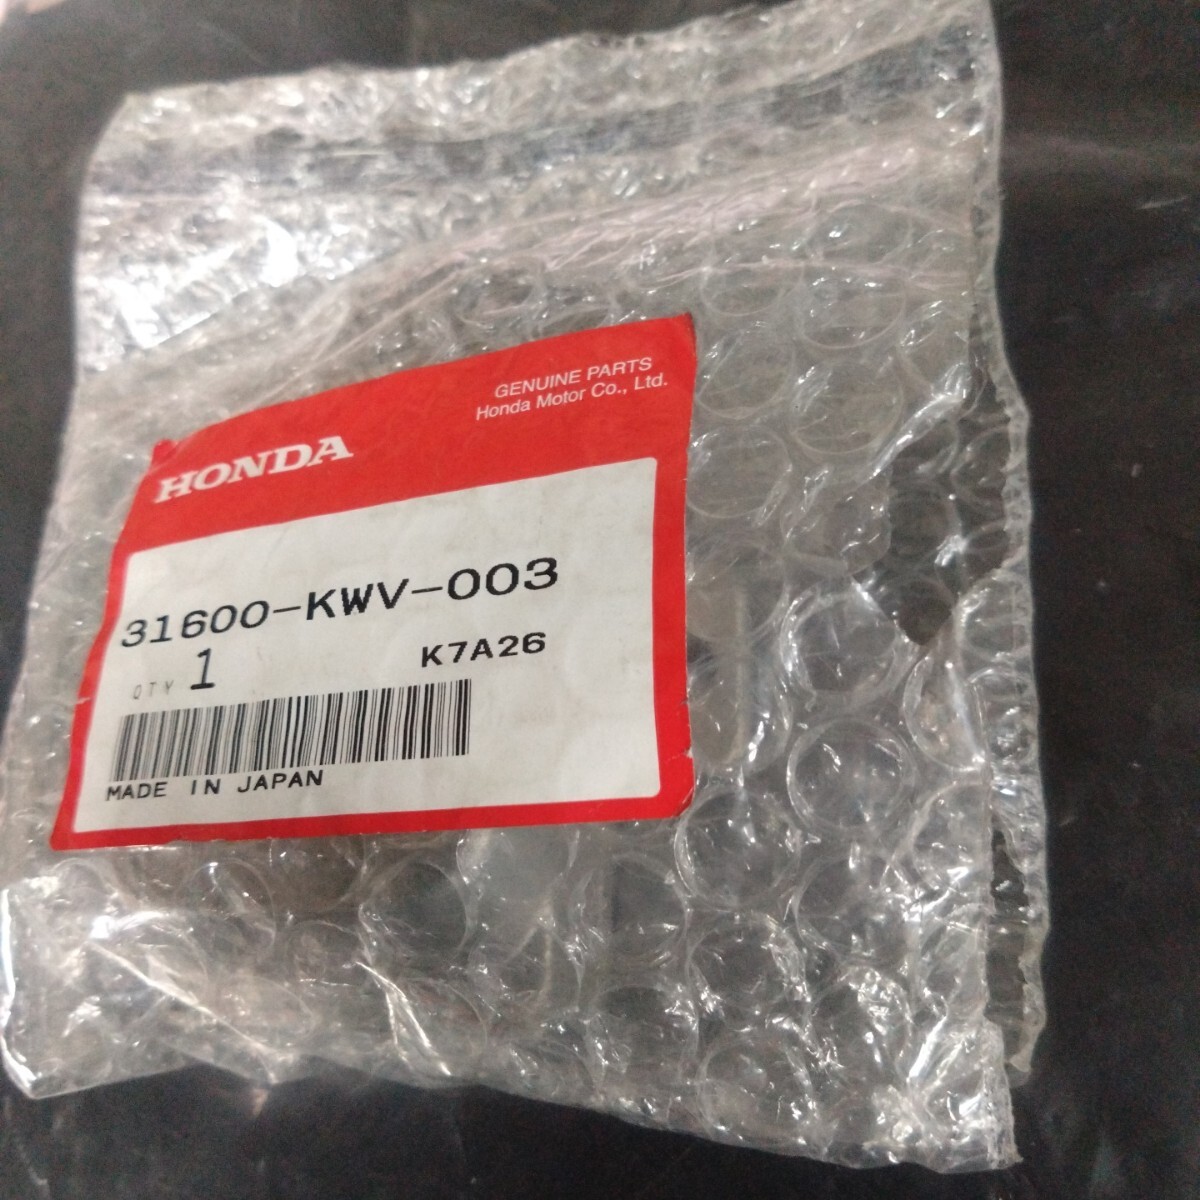 GENUINE PARTS
Honda Motor Co., Ltd.
HONDA
31600-KWV-003
QTY 1
K7A26
MADE IN JAPAN